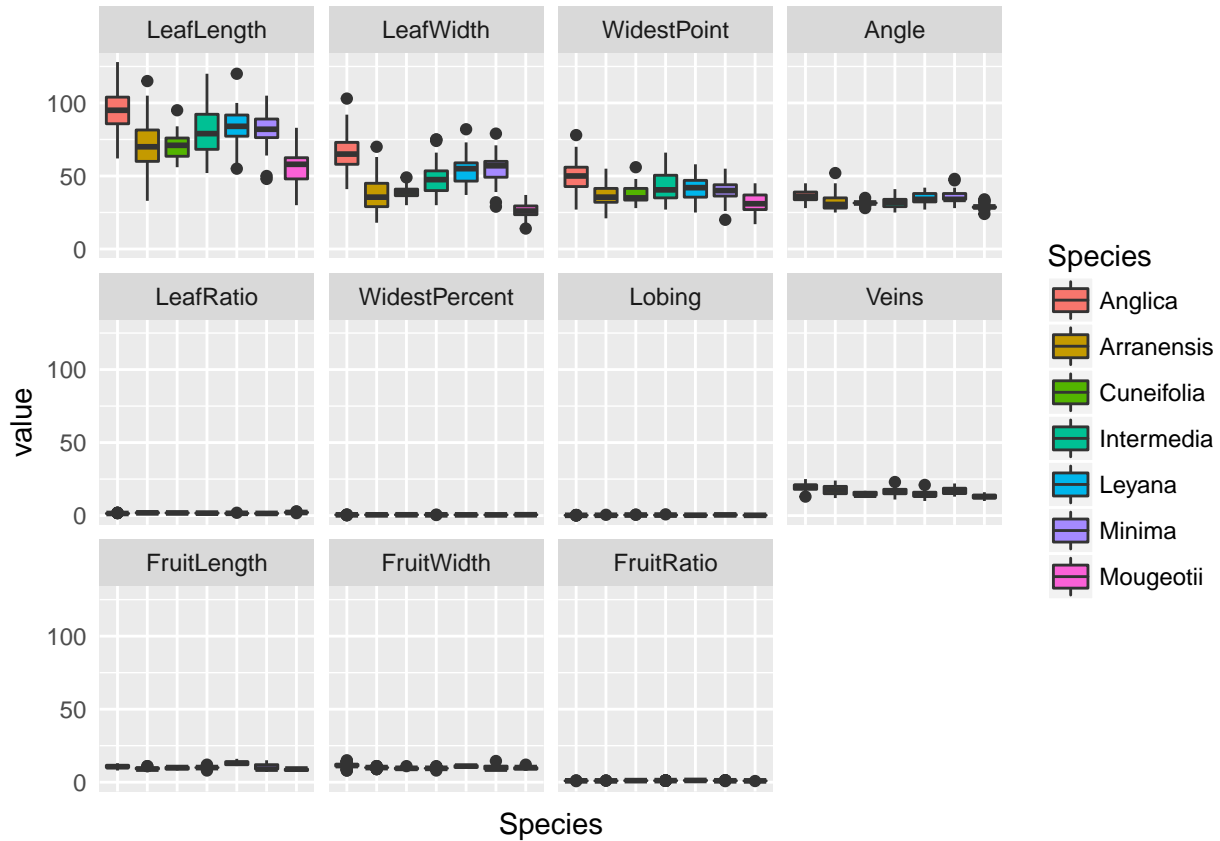 LeafLength LeafWidth WidestPoint Angle
100
50
0
LeafRatio WidestPercent Lobing Veins
100
50
0
FruitLength FruitWidth FruitRatio
100
50
0
value
Species
Species
Anglica
Arranensis
Cuneifolia
Intermedia
Leyana
Minima
Mougeotii